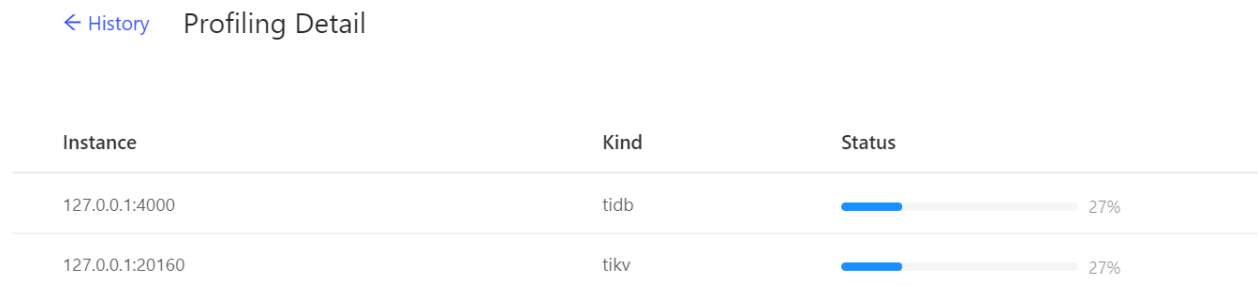 ← History Profiling Detail
Instance Kind Status
127.0.0.1:4000 tidb 27%
127.0.0.1:20160 tikv 27%